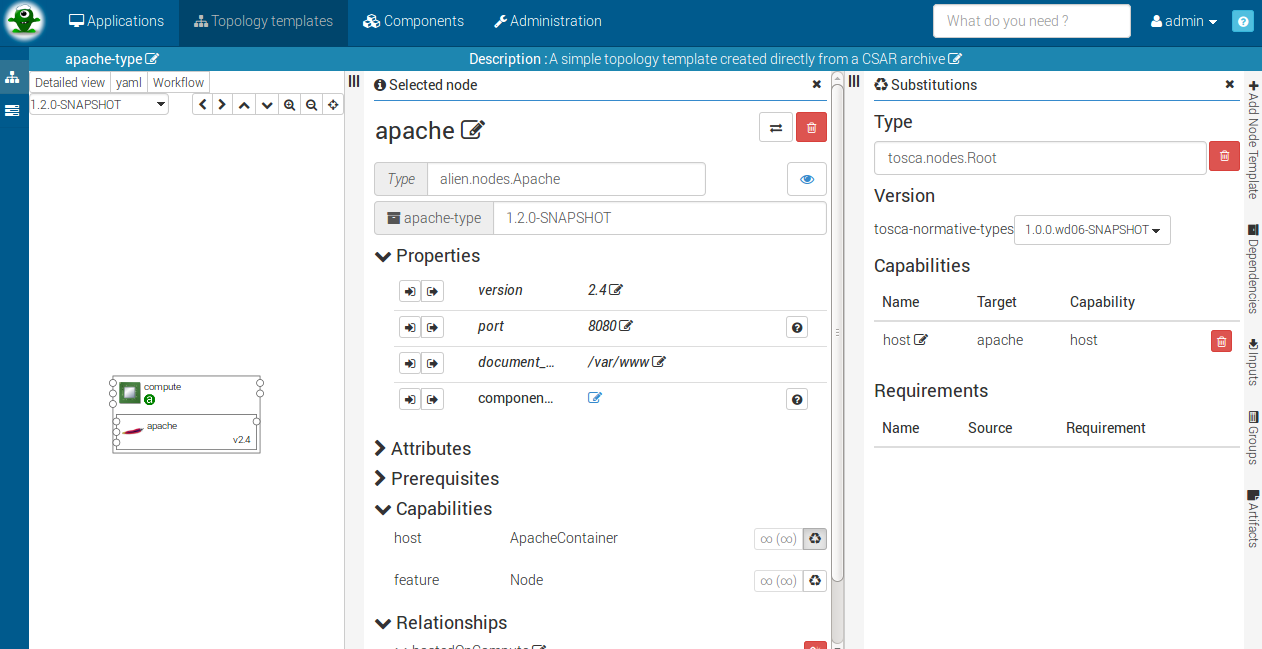 Applications Topology templates Components Administration What do you need ? admin
apache-type Description : A simple topology template created directly from a CSAR archive
Detailed view yaml Workflow
1.2.0-SNAPSHOT
compute
a
apache
v2.4
Selected node
apache
Type alien.nodes.Apache
apache-type 1.2.0-SNAPSHOT
Properties
version 2.4
port 8080
document_... /var/www
componen...
Attributes
Prerequisites
Capabilities
host ApacheContainer ∞ (∞)
feature Node ∞ (∞)
Relationships
hostedOnCompute
Substitutions
Type
tosca.nodes.Root
Version
tosca-normative-types 1.0.0.wd06-SNAPSHOT
Capabilities
Name Target Capability
host apache host
Requirements
Name Source Requirement
Add Node Template
Dependencies
Inputs
Groups
Artifacts